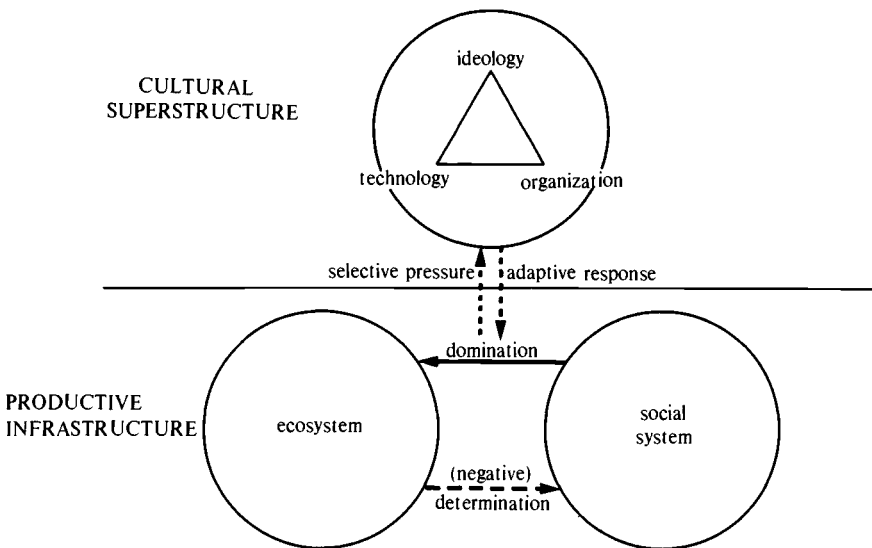 CULTURAL
SUPERSTRUCTURE
ideology
technology
organization
selective pressure
adaptive response
domination
PRODUCTIVE
INFRASTRUCTURE
ecosystem
social
system
(negative)
determination